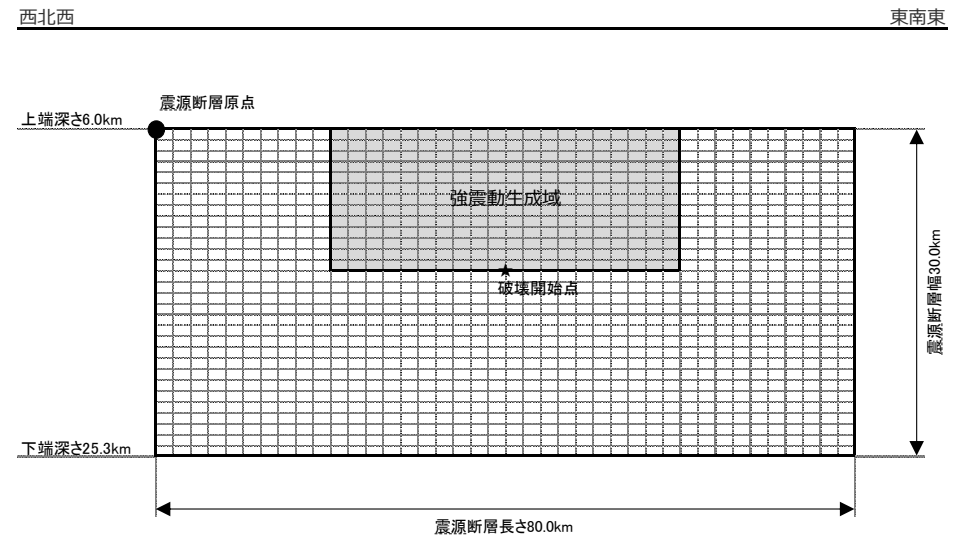 西北西
東南東
震源断層原点
上端深さ6.0km
強震動生成域
破壊開始点
震源断層幅30.0km
下端深さ25.3km
震源断層長さ80.0km